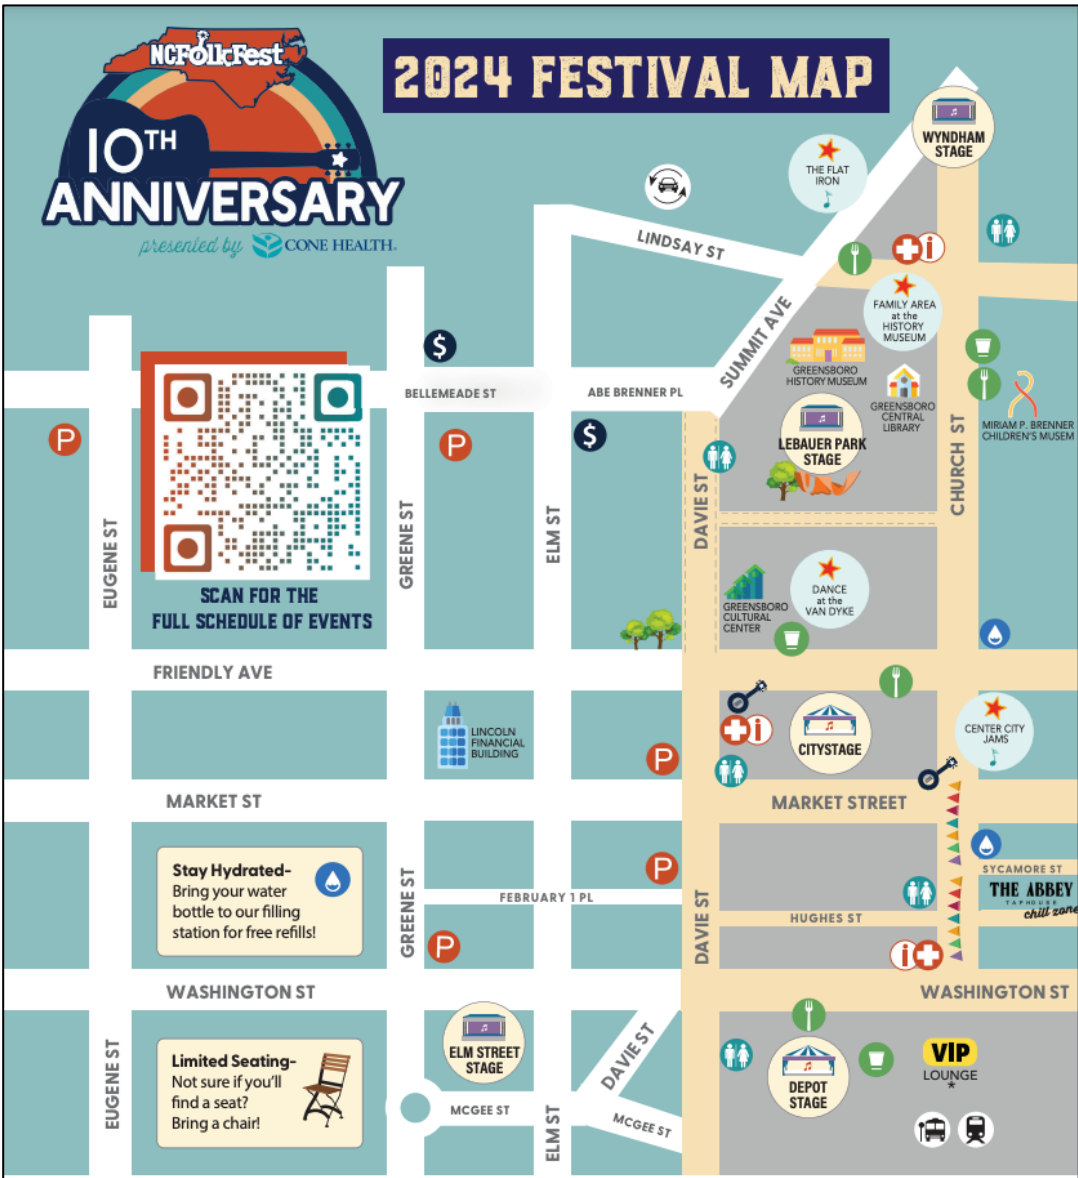 NCFolkFest
10TH
ANNIVERSARY
presented by CONE HEALTH®
2024 FESTIVAL MAP
WYNDHAM
STAGE
THE FLAT
IRON
LINDSAY ST
SUMMIT AVE
i
FAMILY AREA
at the
HISTORY
MUSEUM
GREENSBORO
HISTORY MUSEUM
GREENSBORO
CENTRAL
LIBRARY
MIRIAM P. BRENNER
CHILDREN'S MUSEM
LEBAUER PARK
STAGE
$
BELLEMEADE ST
ABE BRENNER PL
$
P
P
EUGENE ST
GREENE ST
ELM ST
DAVIE ST
CHURCH ST
SCAN FOR THE
FULL SCHEDULE OF EVENTS
GREENSBORO
CULTURAL
CENTER
DANCE
at the
VAN DYKE
FRIENDLY AVE
LINCOLN
FINANCIAL
BUILDING
P
i
CITYSTAGE
CENTER CITY
JAMS
MARKET ST
MARKET STREET
Stay Hydrated-
Bring your water
bottle to our filling
station for free refills!
P
FEBRUARY 1 PL
GREENE ST
P
DAVIE ST
HUGHES ST
SYCAMORE ST
THE ABBEY
TAPHOUSE
chill zone
i
WASHINGTON ST
WASHINGTON ST
Limited Seating-
Not sure if you'll
find a seat?
Bring a chair!
EUGENE ST
ELM STREET
STAGE
MCGEE ST
ELM ST
DAVIE ST
MCGEE ST
DEPOT
STAGE
VIP
LOUNGE
*